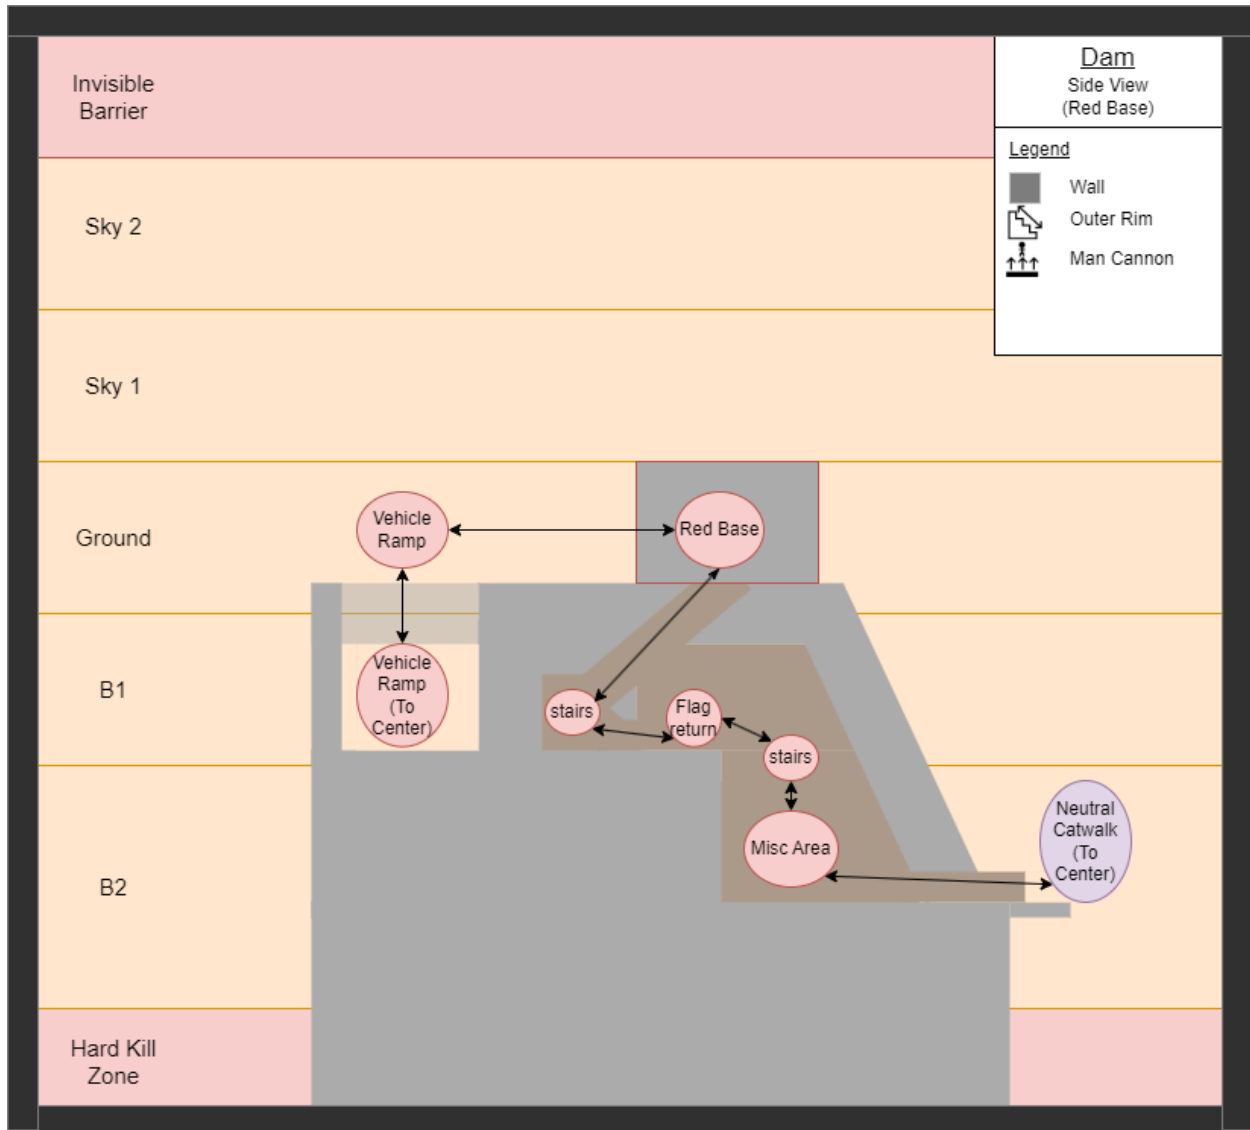 Invisible
Barrier
Dam
Side View
(Red Base)
Legend
Wall
Outer Rim
Man Cannon
Sky 2
Sky 1
Ground
Vehicle
Ramp
Red Base
B1
Vehicle
Ramp
(To
Center)
stairs
Flag
return
stairs
B2
Misc Area
Neutral
Catwalk
(To
Center)
Hard Kill
Zone